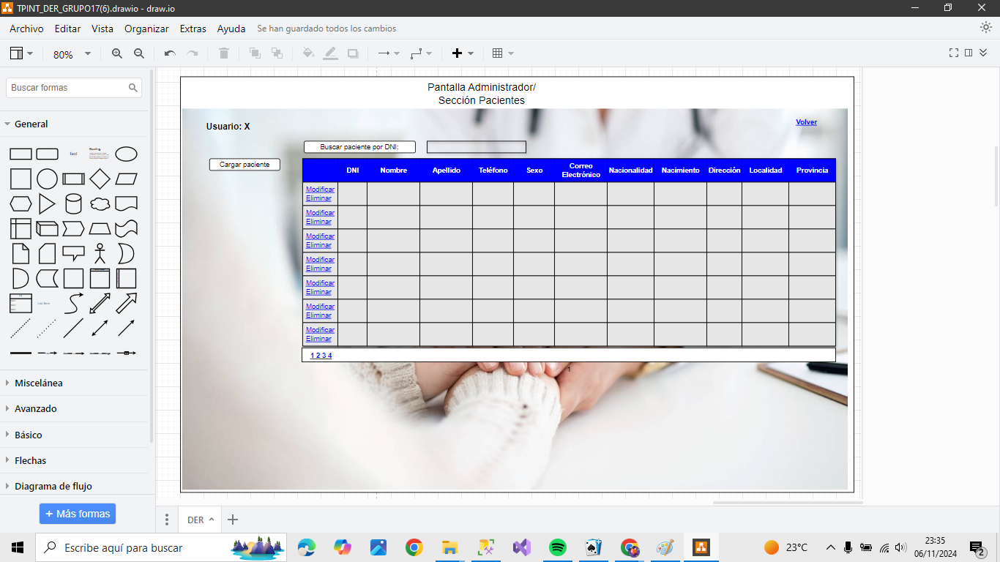 TPINT_DER_GRUPO17(6).drawio - draw.io
Archivo Editar Vista Organizar Extras Ayuda Se han guardado todos los cambios
80%
Buscar formas
General
Text
Heading
List Item
Miscelánea
Avanzado
Básico
Flechas
Diagrama de flujo
+ Más formas
Pantalla Administrador/
Sección Pacientes
Usuario: X
Volver
Buscar paciente por DNI:
Cargar paciente
DNI Nombre Apellido Teléfono Sexo Correo Electrónico Nacionalidad Nacimiento Dirección Localidad Provincia
Modificar
Eliminar
Modificar
Eliminar
Modificar
Eliminar
Modificar
Eliminar
Modificar
Eliminar
Modificar
Eliminar
Modificar
Eliminar
1 2 3 4
1
DER
Escribe aquí para buscar
23°C
23:35
06/11/2024
2